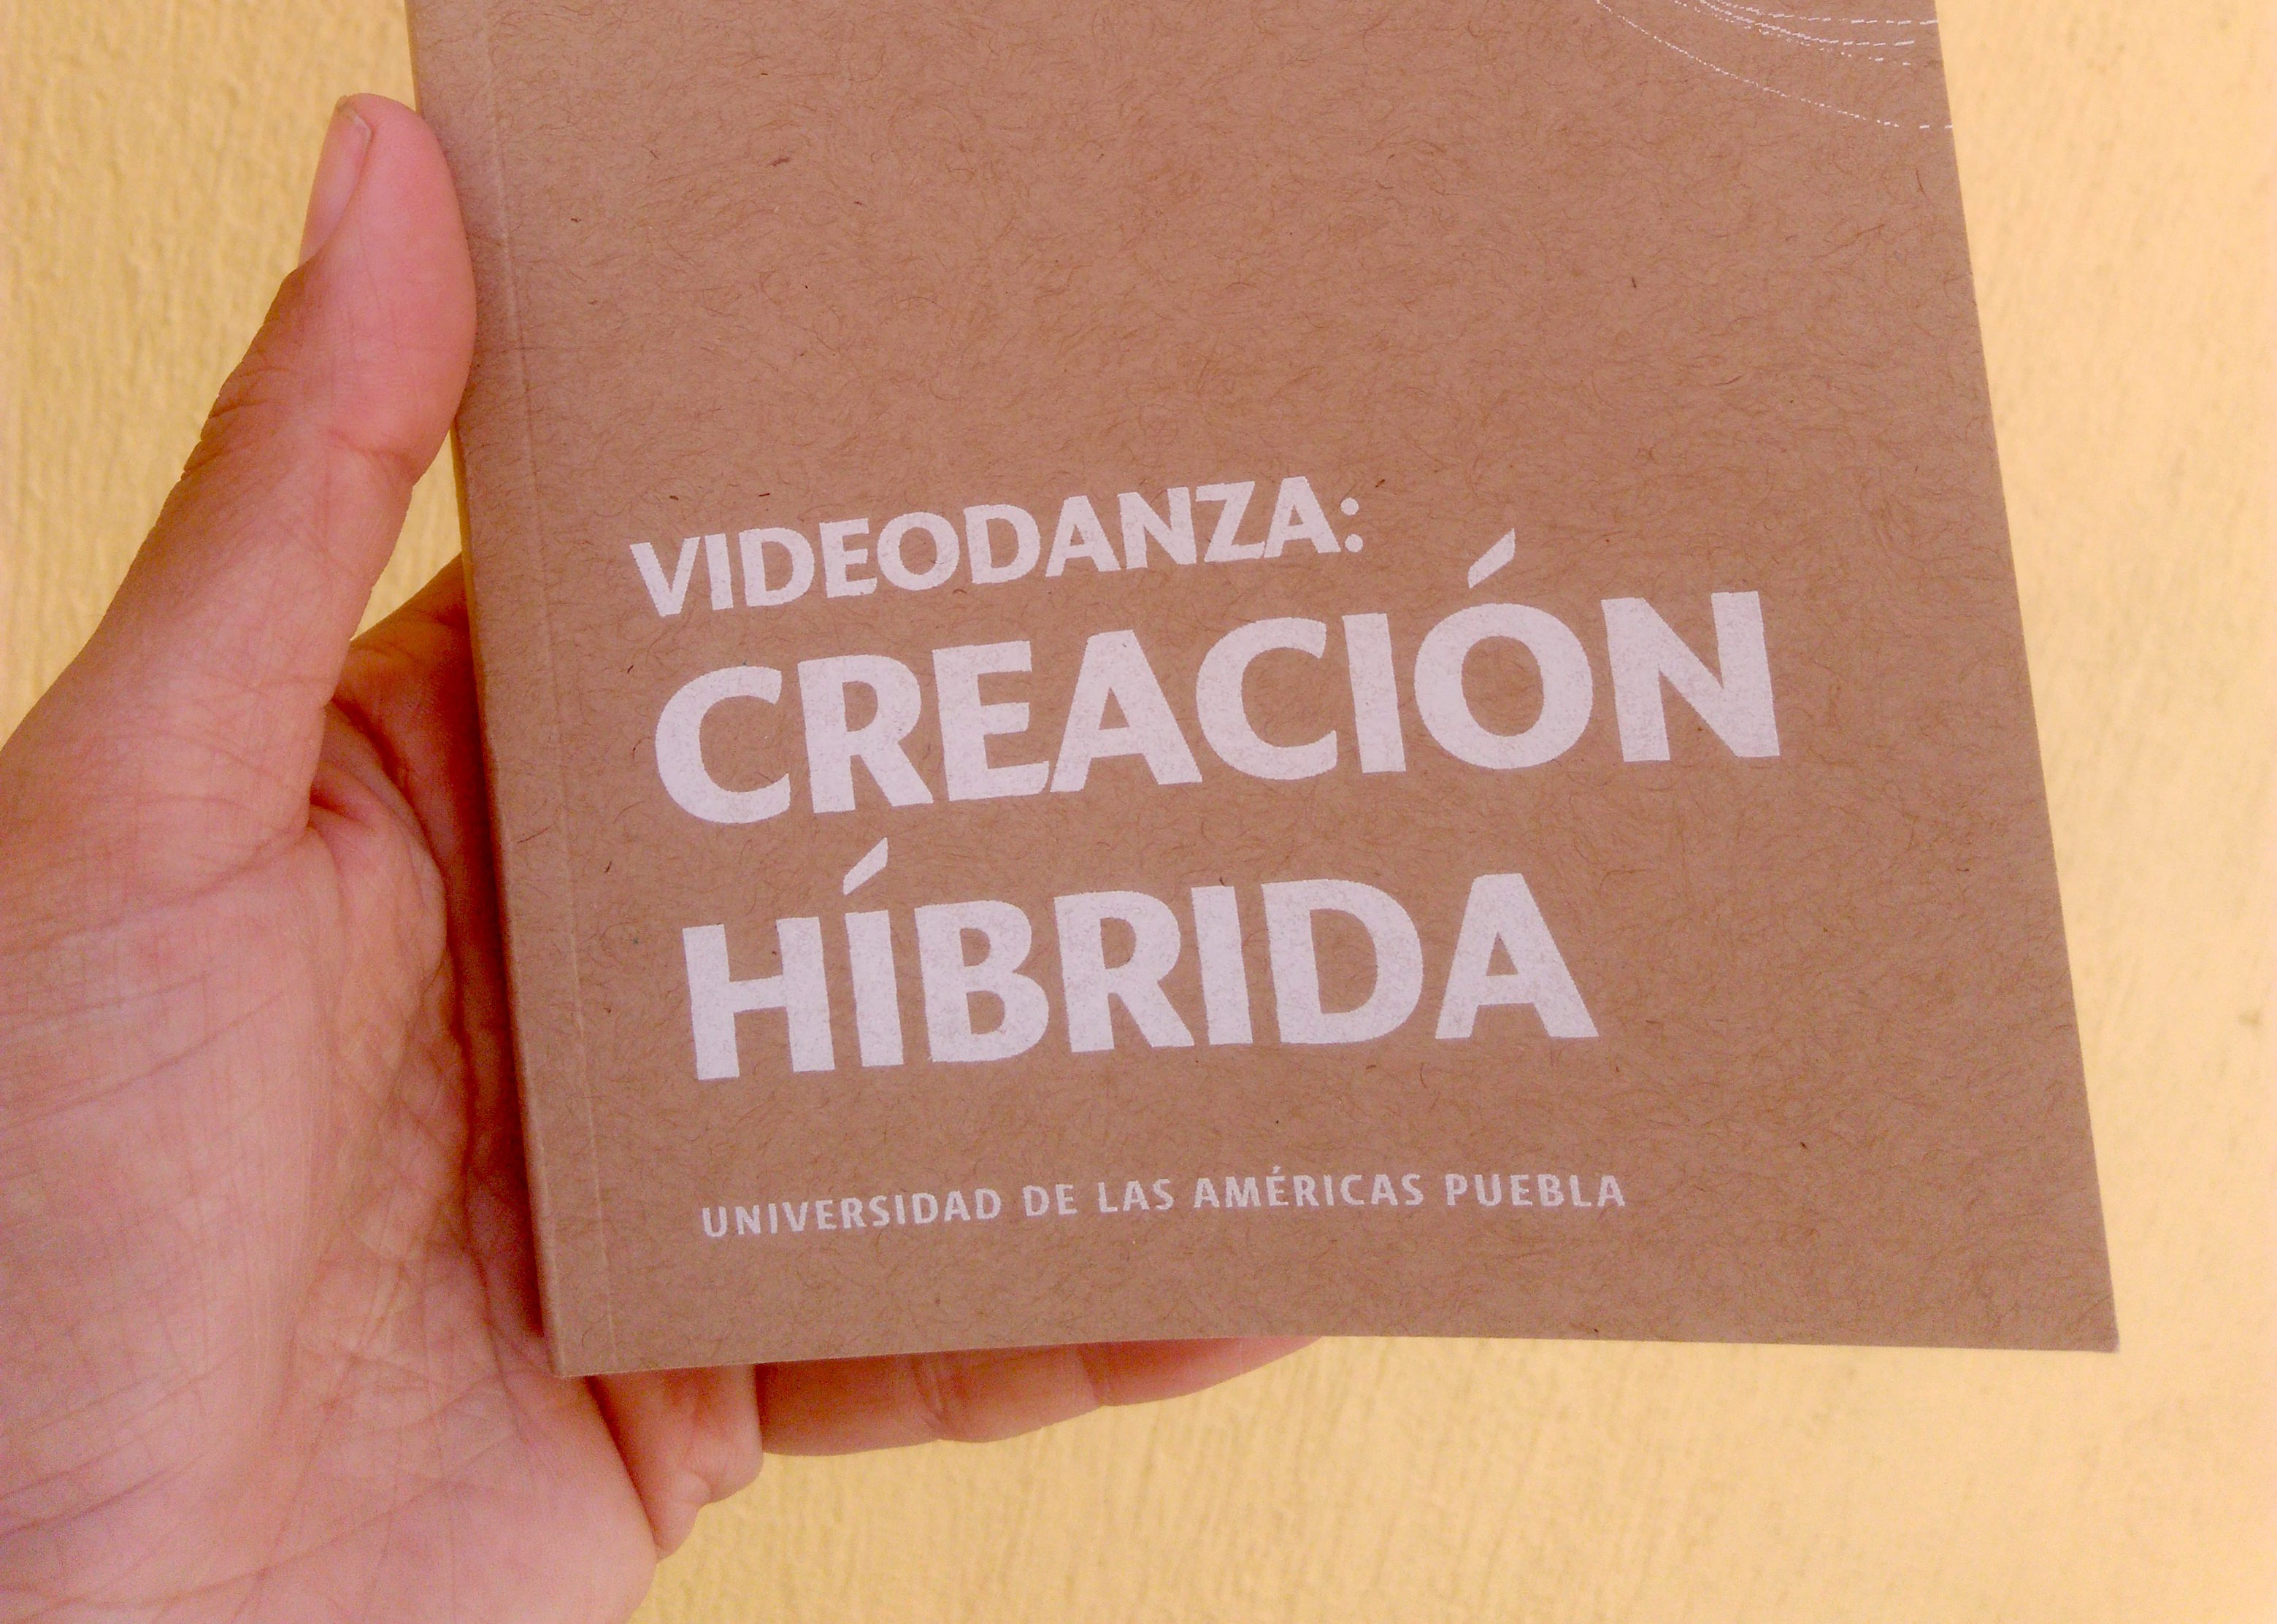 VIDEODANZA:
CREACIÓN
HÍBRIDA
UNIVERSIDAD DE LAS AMÉRICAS PUEBLA